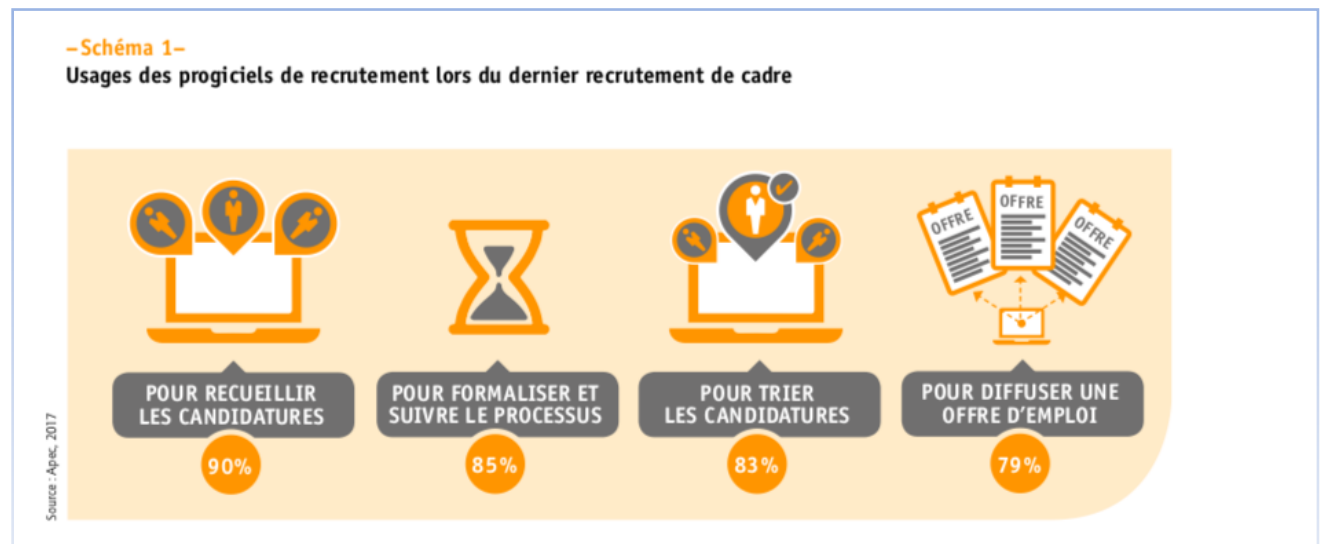 –Schéma 1–
Usages des progiciels de recrutement lors du dernier recrutement de cadre
OFFRE
OFFRE
OFFRE
POUR RECUEILLIR
LES CANDIDATURES
90%
POUR FORMALISER ET
SUIVRE LE PROCESSUS
85%
POUR TRIER
LES CANDIDATURES
83%
POUR DIFFUSER UNE
OFFRE D'EMPLOI
79%
Source : Apec, 2017